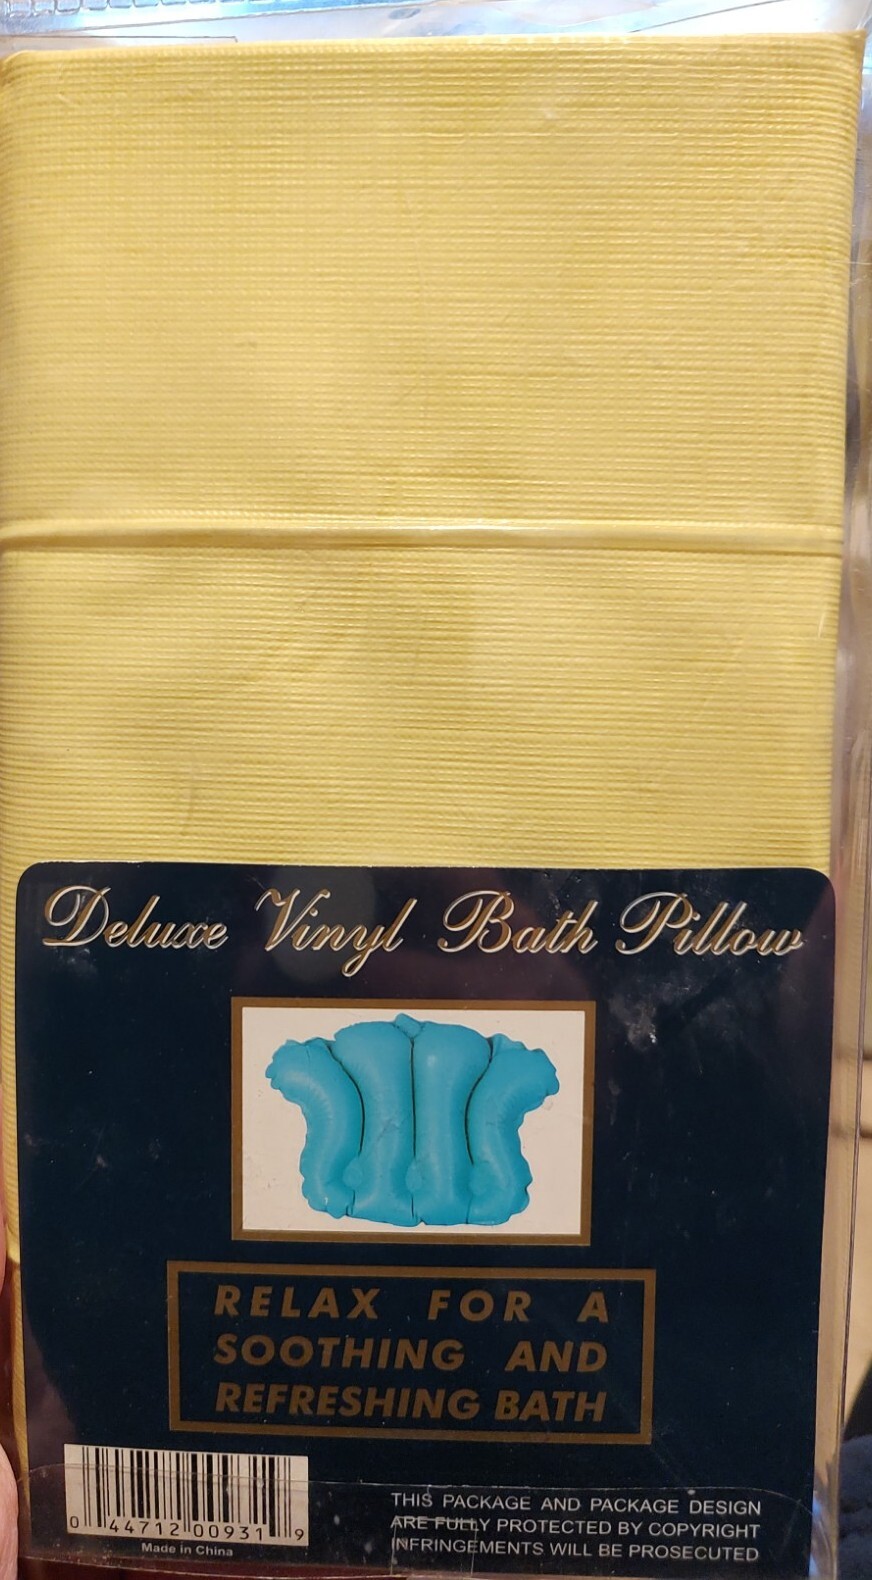 Deluxe Vinyl Bath Pillow
RELAX FOR A
SOOTHING AND
REFRESHING BATH
0 44712 00931 9
Made in China
THIS PACKAGE AND PACKAGE DESIGN
ARE FULLY PROTECTED BY COPYRIGHT
INFRINGEMENTS WILL BE PROSECUTED